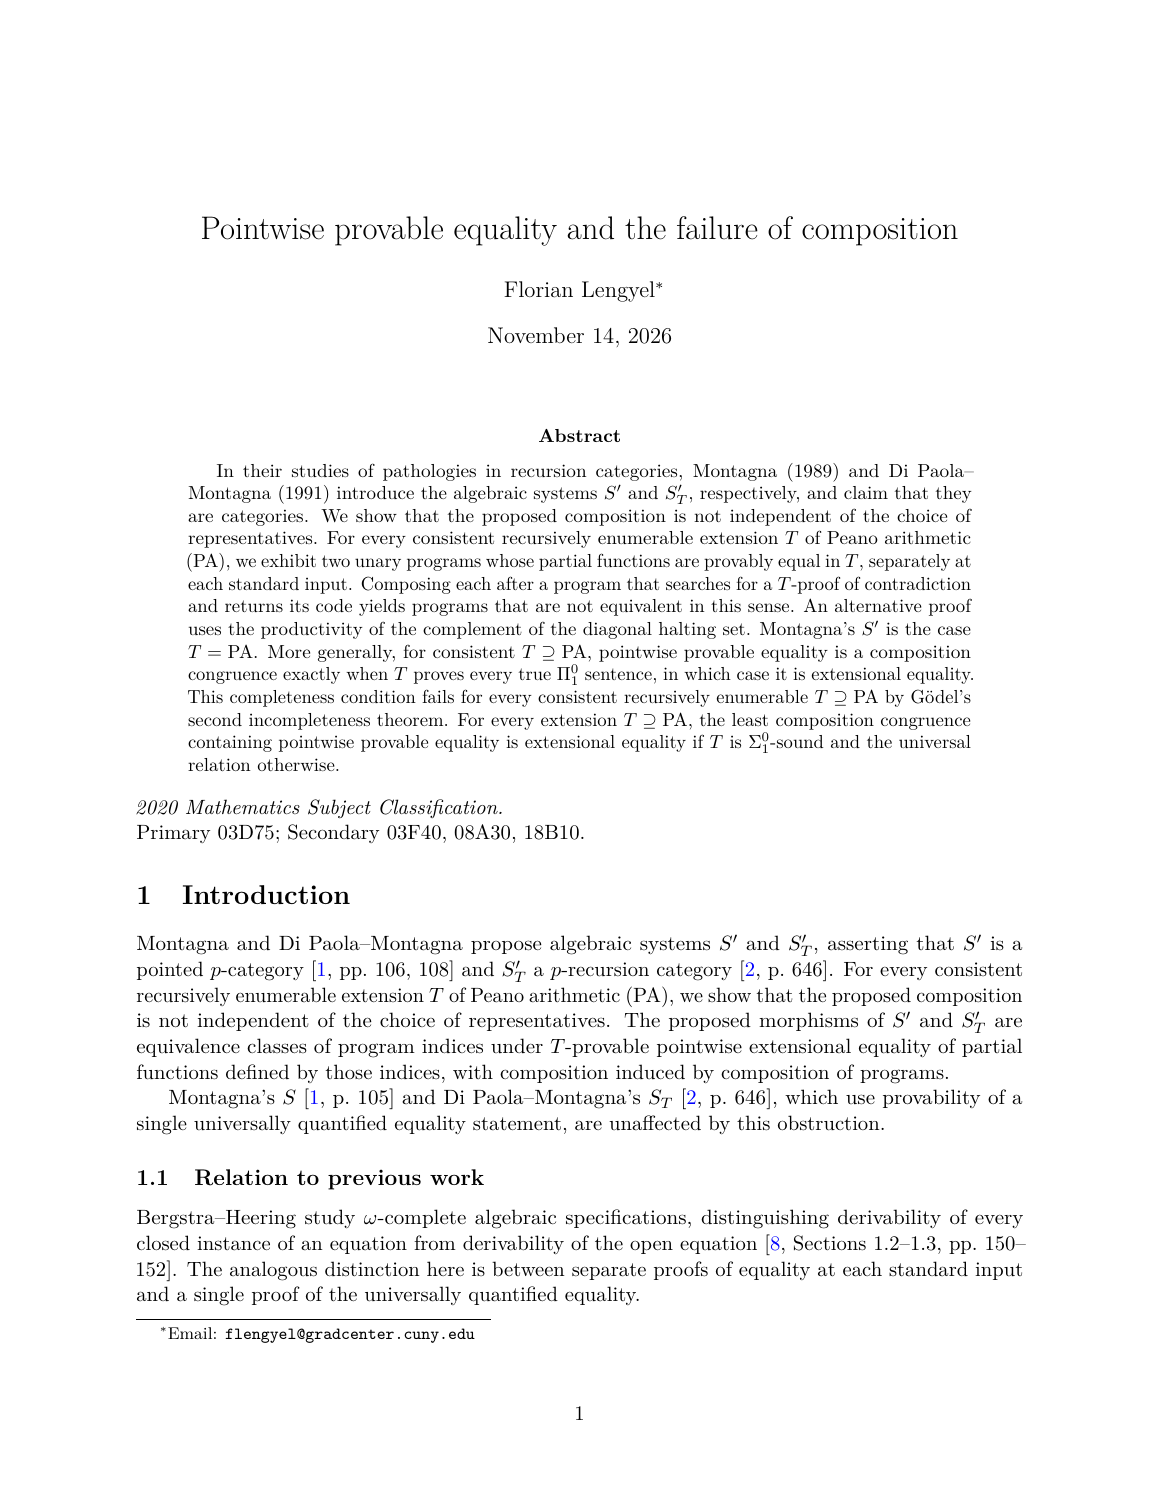 Pointwise provable equality and the failure of composition
Florian Lengyel*
November 14, 2026
Abstract
In their studies of pathologies in recursion categories, Montagna (1989) and Di Paola–
Montagna (1991) introduce the algebraic systems S′ and S′_T, respectively, and claim that they
are categories. We show that the proposed composition is not independent of the choice of
representatives. For every consistent recursively enumerable extension T of Peano arithmetic
(PA), we exhibit two unary programs whose partial functions are provably equal in T, separately at
each standard input. Composing each after a program that searches for a T-proof of contradiction
and returns its code yields programs that are not equivalent in this sense. An alternative proof
uses the productivity of the complement of the diagonal halting set. Montagna's S′ is the case
T = PA. More generally, for consistent T ⊇ PA, pointwise provable equality is a composition
congruence exactly when T proves every true Π⁰₁ sentence, in which case it is extensional equality.
This completeness condition fails for every consistent recursively enumerable T ⊇ PA by Gödel's
second incompleteness theorem. For every extension T ⊇ PA, the least composition congruence
containing pointwise provable equality is extensional equality if T is Σ⁰₁-sound and the universal
relation otherwise.
2020 Mathematics Subject Classification.
Primary 03D75; Secondary 03F40, 08A30, 18B10.
1 Introduction
Montagna and Di Paola–Montagna propose algebraic systems S′ and S′_T, asserting that S′ is a
pointed p-category [1, pp. 106, 108] and S′_T a p-recursion category [2, p. 646]. For every consistent
recursively enumerable extension T of Peano arithmetic (PA), we show that the proposed composition
is not independent of the choice of representatives. The proposed morphisms of S′ and S′_T are
equivalence classes of program indices under T-provable pointwise extensional equality of partial
functions defined by those indices, with composition induced by composition of programs.
Montagna's S [1, p. 105] and Di Paola–Montagna's S_T [2, p. 646], which use provability of a
single universally quantified equality statement, are unaffected by this obstruction.
1.1 Relation to previous work
Bergstra–Heering study ω-complete algebraic specifications, distinguishing derivability of every
closed instance of an equation from derivability of the open equation [8, Sections 1.2–1.3, pp. 150–
152]. The analogous distinction here is between separate proofs of equality at each standard input
and a single proof of the universally quantified equality.
*Email: flengyel@gradcenter.cuny.edu
1